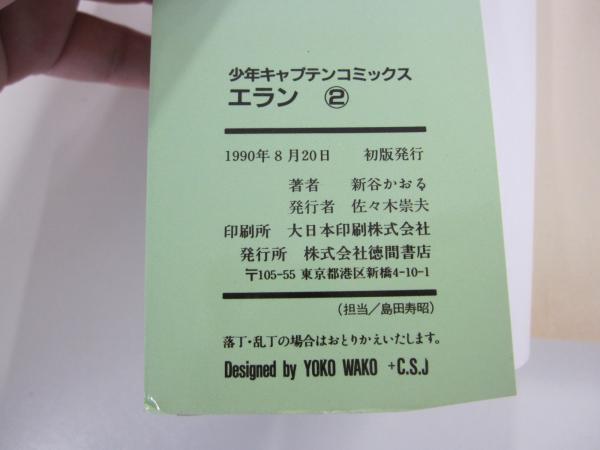 少年キャプテンコミックス
エラン ②
1990年8月20日 初版発行
著者 新谷かおる
発行者 佐々木崇夫
印刷所 大日本印刷株式会社
発行所 株式会社徳間書店
〒105-55 東京都港区新橋4-10-1
(担当/島田寿昭)
落丁・乱丁の場合はおとりかえいたします。
Designed by YOKO WAKO +C.S.J